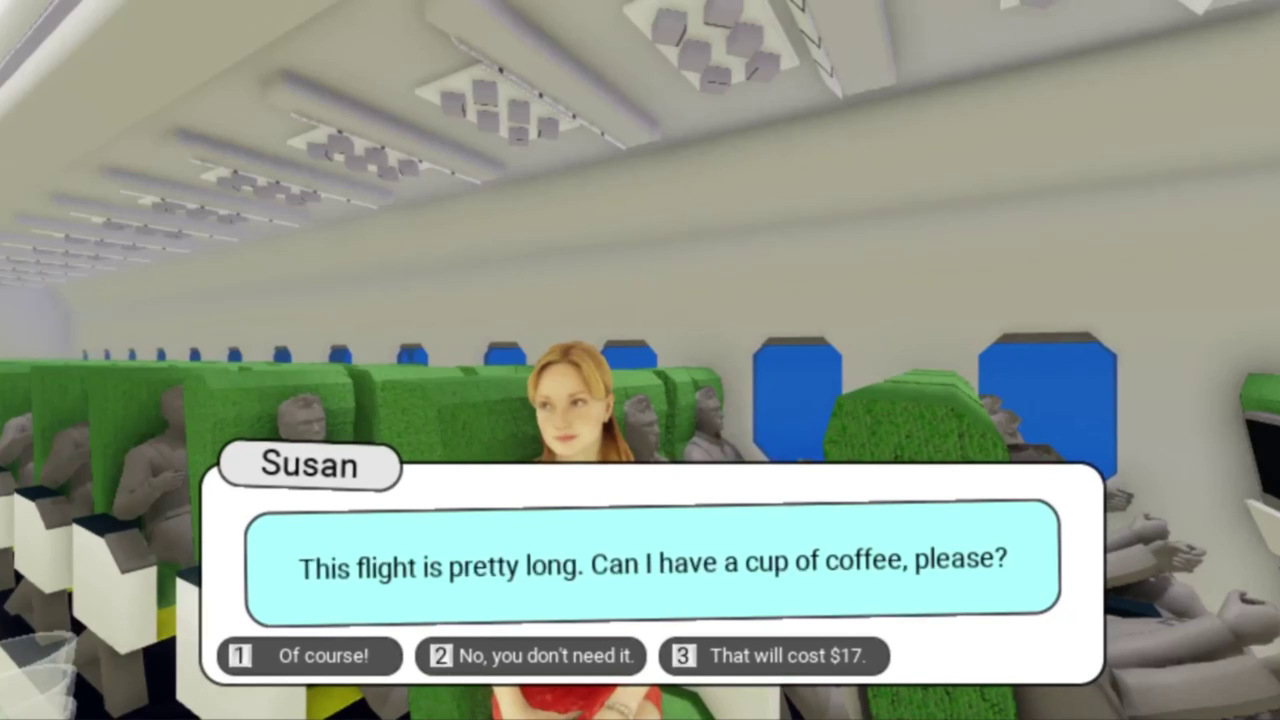 Susan
This flight is pretty long. Can I have a cup of coffee, please?
1 Of course!
2 No, you don't need it.
3 That will cost $17.